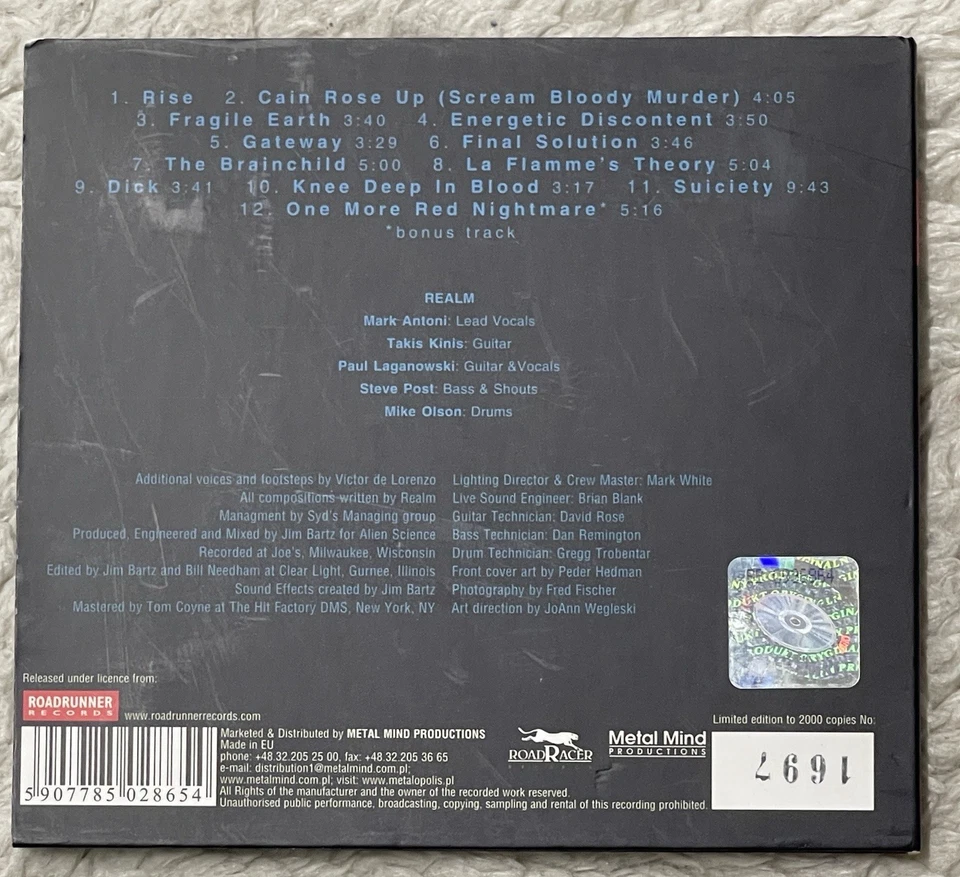 1. Rise 2. Cain Rose Up (Scream Bloody Murder) 4:05
3. Fragile Earth 3:40 4. Energetic Discontent 3:50
5. Gateway 3:29 6. Final Solution 3:46
7. The Brainchild 5:00 8. La Flamme's Theory 5:04
9. Dick 3:41 10. Knee Deep In Blood 3:17 11. Suiciety 9:43
12. One More Red Nightmare* 5:16
*bonus track
REALM
Mark Antoni: Lead Vocals
Takis Kinis: Guitar
Paul Laganowski: Guitar &Vocals
Steve Post: Bass & Shouts
Mike Olson: Drums
Additional voices and footsteps by Victor de Lorenzo
All compositions written by Realm
Managment by Syd's Managing group
Produced, Engineered and Mixed by Jim Bartz for Alien Science
Recorded at Joe's, Milwaukee, Wisconsin
Edited by Jim Bartz and Bill Needham at Clear Light, Gurnee, Illinois
Sound Effects created by Jim Bartz
Mastered by Tom Coyne at The Hit Factory DMS, New York, NY
Lighting Director & Crew Master: Mark White
Live Sound Engineer: Brian Blank
Guitar Technician: David Rose
Bass Technician: Dan Remington
Drum Technician: Gregg Trobentar
Front cover art by Peder Hedman
Photography by Fred Fischer
Art direction by JoAnn Wegleski
Released under licence from:
ROADRUNNER
RECORDS
www.roadrunnerrecords.com
5 907785 028654
Marketed & Distributed by METAL MIND PRODUCTIONS
Made in EU
phone: +48.32.205 25 00, fax: +48.32.205 36 65
e-mail: distribution1@metalmind.com.pl;
www.metalmind.com.pl; visit: www.metalopolis.pl
All Rights of the manufacturer and the owner of the recorded work reserved.
Unauthorised public performance, broadcasting, copying, sampling and rental of this recording prohibited.
ROADRACER
Metal Mind
PRODUCTIONS
Limited edition to 2000 copies No:
1697